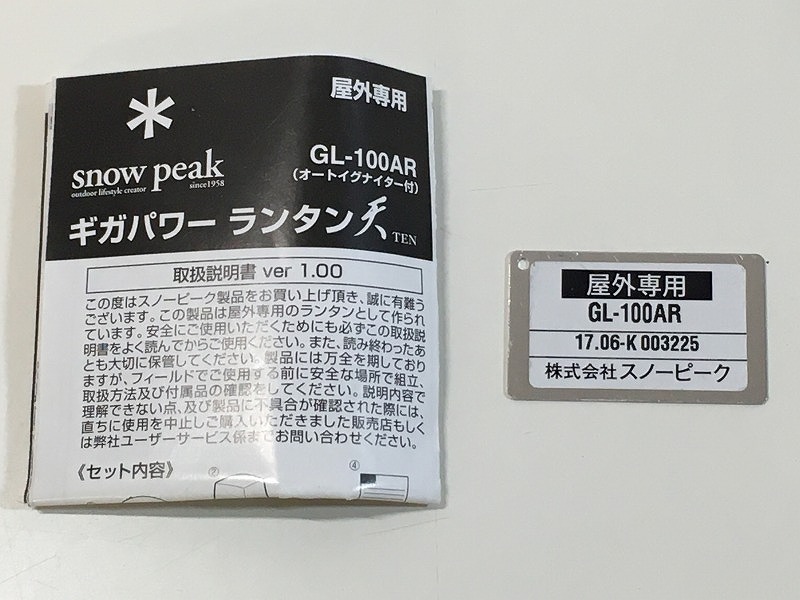 屋外専用
snow peak
outdoor lifestyle creator since1958
GL-100AR
(オートイグナイター付)
ギガパワー ランタン天 TEN
取扱説明書 ver 1.00
この度はスノーピーク製品をお買い上げ頂き、誠に有難う
ございます。この製品は屋外専用のランタンとして作られ
ています。安全にご使用いただくためにも必ずこの取扱説
明書をよく読んでからご使用ください。また、読み終わったあ
とも大切に保管してください。製品には万全を期しており
ますが、フィールドでご使用する前に安全な場所で組立、
取扱方法及び付属品の確認をしてください。説明内容で
理解できない点、及び製品に不具合が確認された際には、
直ちに使用を中止しご購入いただきました販売店もしく
は弊社ユーザーサービス係までお問い合わせください。
《セット内容》
② ④
屋外専用
GL-100AR
17.06-K 003225
株式会社 スノーピーク